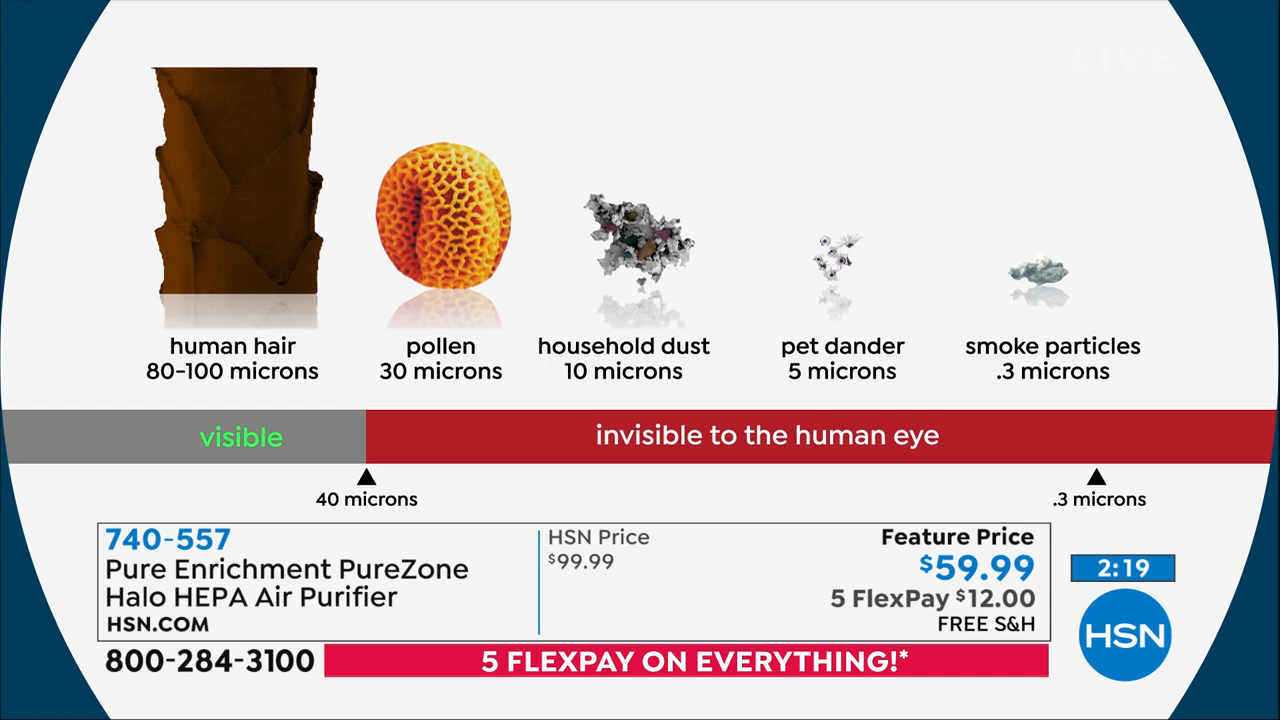 LIVE
human hair
80-100 microns
pollen
30 microns
household dust
10 microns
pet dander
5 microns
smoke particles
.3 microns
visible
invisible to the human eye
40 microns
.3 microns
740-557
Pure Enrichment PureZone
Halo HEPA Air Purifier
HSN.COM
HSN Price
$99.99
Feature Price
$59.99
5 FlexPay $12.00
FREE S&H
2:19
HSN
800-284-3100
5 FLEXPAY ON EVERYTHING!*